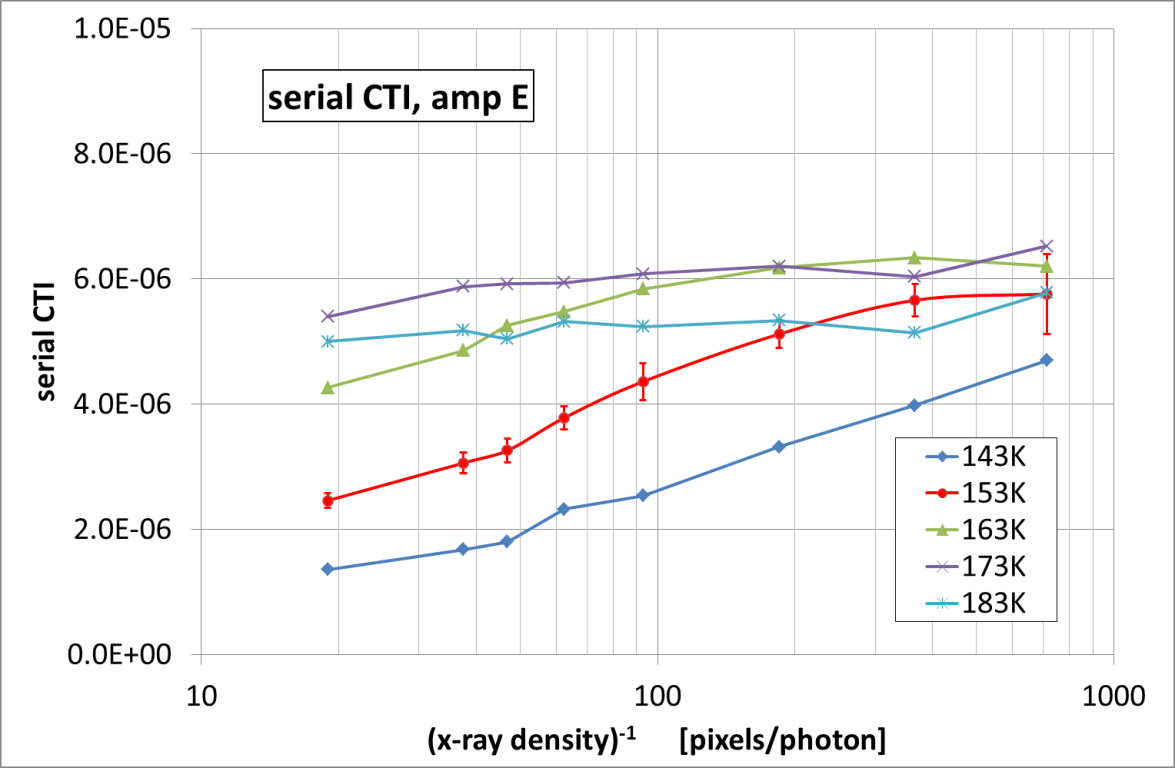 1.0E-05
serial CTI, amp E
8.0E-06
6.0E-06
serial CTI
4.0E-06
2.0E-06
0.0E+00
143K
153K
163K
173K
183K
10 100 1000
(x-ray density)⁻¹ [pixels/photon]